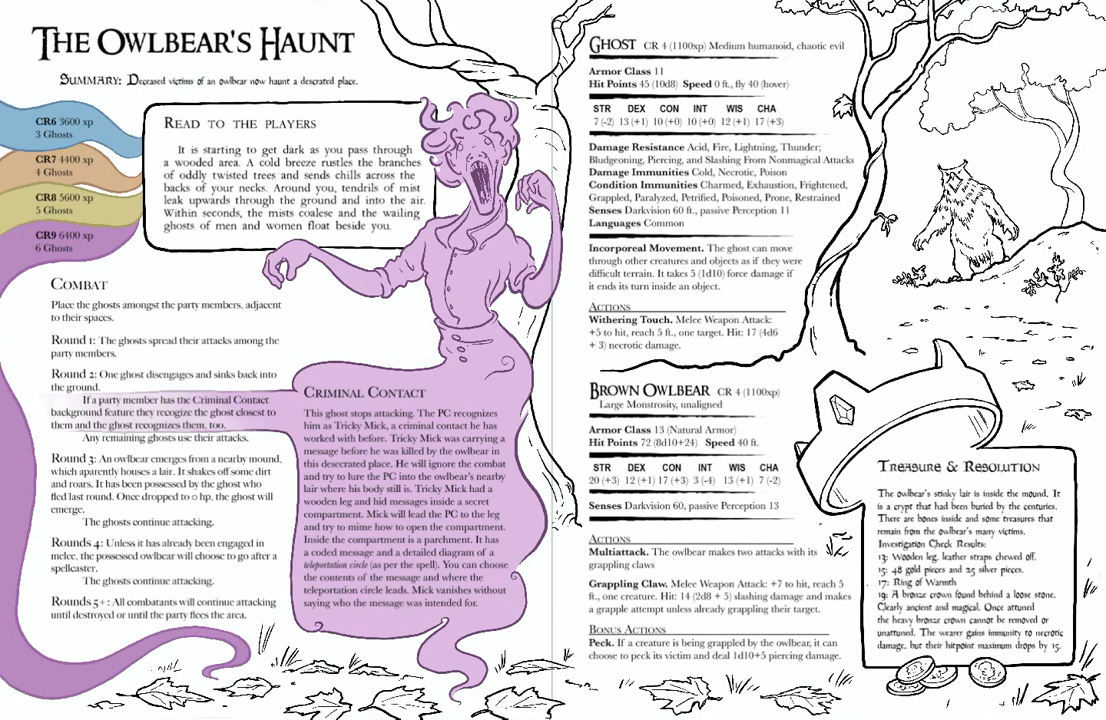 THE OWLBEAR'S HAUNT
SUMMARY: Deceased victims of an owlbear now haunt a descrated place.
CR6 3600 xp
3 Ghosts
CR7 4400 xp
4 Ghosts
CR8 5600 xp
5 Ghosts
CR9 6400 xp
6 Ghosts
READ TO THE PLAYERS
It is starting to get dark as you pass through
a wooded area. A cold breeze rustles the branches
of oddly twisted trees and sends chills across the
backs of your necks. Around you, tendrils of mist
leak upwards through the ground and into the air.
Within seconds, the mists coalese and the wailing
ghosts of men and women float beside you.
COMBAT
Place the ghosts amongst the party members, adjacent
to their spaces.
Round 1: The ghosts spread their attacks among the
party members.
Round 2: One ghost disengages and sinks back into
the ground.
If a party member has the Criminal Contact
background feature they recogize the ghost closest to
them and the ghost recognizes them, too.
Any remaining ghosts use their attacks.
Round 3: An owlbear emerges from a nearby mound,
which aparently houses a lair. It shakes off some dirt
and roars. It has been possessed by the ghost who
fled last round. Once dropped to 0 hp, the ghost will
emerge.
The ghosts continue attacking.
Rounds 4: Unless it has already been engaged in
melee, the possessed owlbear will choose to go after a
spellcaster.
The ghosts continue attacking.
Rounds 5+: All combatants will continue attacking
until destroyed or until the party flees the area.
CRIMINAL CONTACT
This ghost stops attacking. The PC recognizes
him as Tricky Mick, a criminal contact he has
worked with before. Tricky Mick was carrying a
message before he was killed by the owlbear in
this desecrated place. He will ignore the combat
and try to lure the PC into the owlbear's nearby
lair where his body still is. Tricky Mick had a
wooden leg and hid messages inside a secret
compartment. Mick will lead the PC to the leg
and try to mime how to open the compartment.
Inside the compartment is a parchment. It has
a coded message and a detailed diagram of a
teleportation circle (as per the spell). You can choose
the contents of the message and where the
teleportation circle leads. Mick vanishes without
saying who the message was intended for.
GHOST CR 4 (1100xp) Medium humanoid, chaotic evil
Armor Class 11
Hit Points 45 (10d8) Speed 0 ft., fly 40 (hover)
STR DEX CON INT WIS CHA
7 (-2) 13 (+1) 10 (+0) 10 (+0) 12 (+1) 17 (+3)
Damage Resistance Acid, Fire, Lightning, Thunder;
Bludgeoning, Piercing, and Slashing From Nonmagical Attacks
Damage Immunities Cold, Necrotic, Poison
Condition Immunities Charmed, Exhaustion, Frightened,
Grappled, Paralyzed, Petrified, Poisoned, Prone, Restrained
Senses Darkvision 60 ft., passive Perception 11
Languages Common
Incorporeal Movement. The ghost can move
through other creatures and objects as if they were
difficult terrain. It takes 5 (1d10) force damage if
it ends its turn inside an object.
ACTIONS
Withering Touch. Melee Weapon Attack:
+5 to hit, reach 5 ft., one target. Hit: 17 (4d6
+ 3) necrotic damage.
BROWN OWLBEAR CR 4 (1100xp)
Large Monstrosity, unaligned
Armor Class 13 (Natural Armor)
Hit Points 72 (8d10+24) Speed 40 ft.
STR DEX CON INT WIS CHA
20 (+3) 12 (+1) 17 (+3) 3 (-4) 13 (+1) 7 (-2)
Senses Darkvision 60, passive Perception 13
ACTIONS
Multiattack. The owlbear makes two attacks with its
grappling claws
Grappling Claw. Melee Weapon Attack: +7 to hit, reach 5
ft., one creature. Hit: 14 (2d8 + 5) slashing damage and makes
a grapple attempt unless already grappling their target.
BONUS ACTIONS
Peck. If a creature is being grappled by the owlbear, it can
choose to peck its victim and deal 1d10+5 piercing damage.
TREASURE & RESOLUTION
The owlbear's stinky lair is inside the mound. It
is a crypt that had been buried by the centuries.
There are bones inside and some treasures that
remain from the owlbear's many victims.
Investigation Check Results:
13: Wooden leg, leather straps chewed off.
15: 48 gold pieces and 25 silver pieces.
17: Ring of Warmth
19: A bronze crown found behind a loose stone.
Clearly ancient and magical. Once attuned
the heavy bronze crown cannot be removed or
unattuned. The wearer gains immunity to necrotic
damage, but their hitpoint maximum drops by 15.